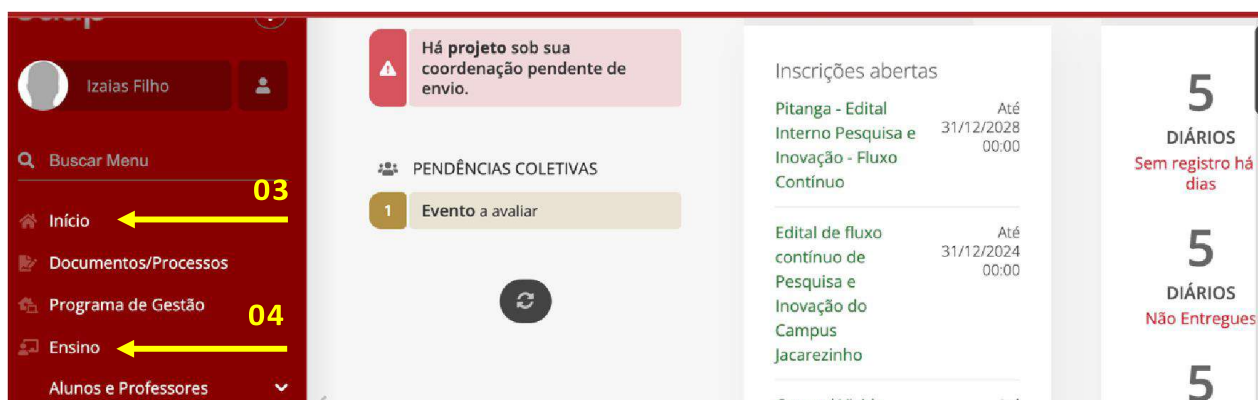 Izaias Filho
Buscar Menu
03
Início
Documentos/Processos
Programa de Gestão
04
Ensino
Alunos e Professores
Há projeto sob sua
coordenação pendente de
envio.
PENDÊNCIAS COLETIVAS
1 Evento a avaliar
Inscrições abertas
Pitanga - Edital
Interno Pesquisa e
Inovação - Fluxo
Contínuo
Até
31/12/2028
00:00
Edital de fluxo
contínuo de
Pesquisa e
Inovação do
Campus
Jacarezinho
Até
31/12/2024
00:00
5
DIÁRIOS
Sem registro há
dias
5
DIÁRIOS
Não Entregues
5